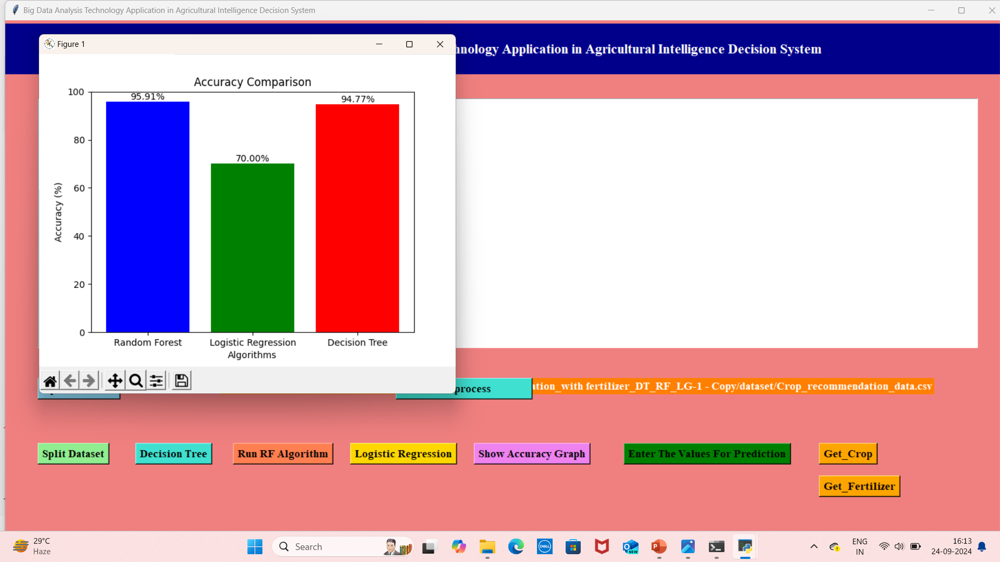 Big Data Analysis Technology Application in Agricultural Intelligence Decision System
Figure 1
hnology Application in Agricultural Intelligence Decision System
Accuracy Comparison
100
80
60
40
20
0
Accuracy (%)
95.91%
70.00%
94.77%
Random Forest
Logistic Regression
Decision Tree
Algorithms
process
ation_with fertilizer_DT_RF_LG-1 - Copy/dataset/Crop_recommendation_data.csv
Split Dataset
Decision Tree
Run RF Algorithm
Logistic Regression
Show Accuracy Graph
Enter The Values For Prediction
Get_Crop
Get_Fertilizer
29°C
Haze
Search
DELL
NEW
ENG
IN
16:13
24-09-2024